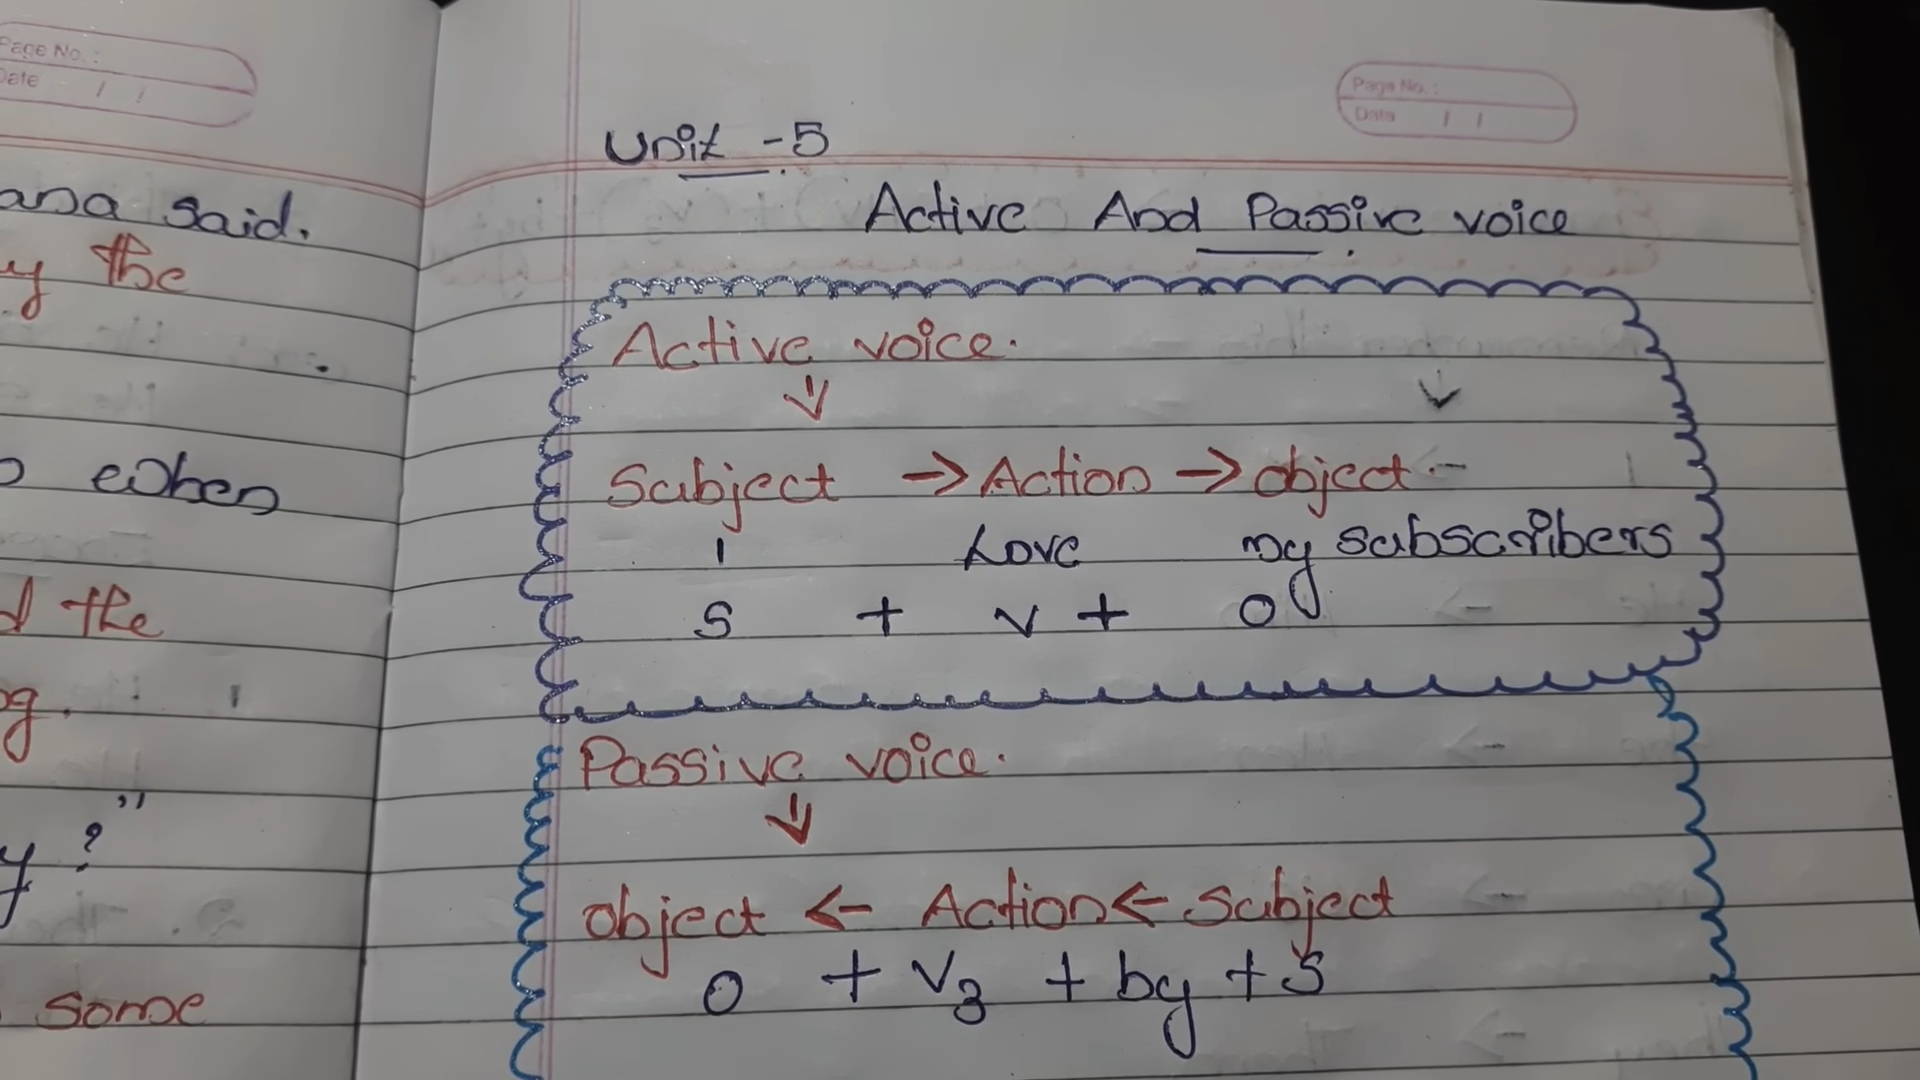 Page No. :
Date / /
ana said.
y the
when
d the
g.
"
y ?
some
Page No. :
Date / /
Unit - 5
Active And Passive voice
Active voice.
Subject -> Action -> object -
I Love my subscribers
S + V + O
Passive voice.
object <- Action <- Subject
O + V3 + by + S